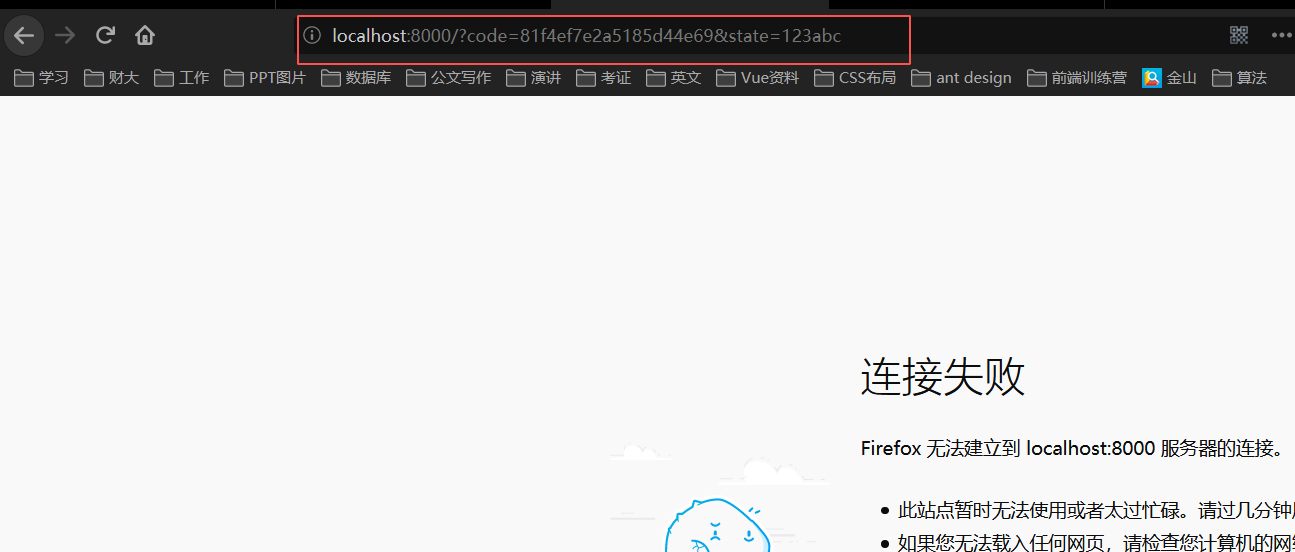 localhost:8000/?code=81f4ef7e2a5185d44e69&state=123abc
学习 财大 工作 PPT图片 数据库 公文写作 演讲 考证 英文 Vue资料 CSS布局 ant design 前端训练营 金山 算法
连接失败
Firefox 无法建立到 localhost:8000 服务器的连接。
此站点暂时无法使用或者太过忙碌。请过几分钟
如果您无法载入任何网页，请检查您计算机的网